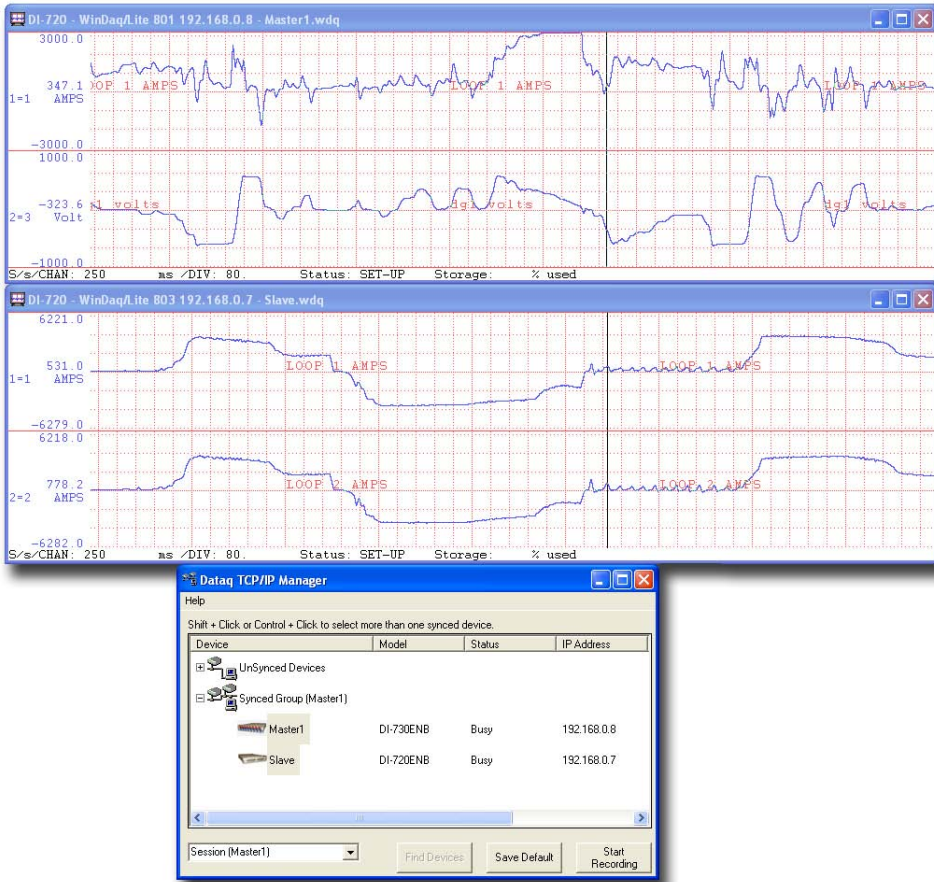 DI-720 - WinDaq/Lite 801 192.168.0.8 - Master1.wdq
3000.0
347.1 OOP 1 AMPS LOOP 1 AMPS LOOP 1 AMPS
1=1 AMPS
-3000.0
1000.0
-323.6 g1 volts dg1 volts dg1 volts
2=3 Volt
-1000.0
S/s/CHAN: 250 ms /DIV: 80. Status: SET-UP Storage: % used
DI-720 - WinDaq/Lite 803 192.168.0.7 - Slave.wdq
6221.0
531.0 LOOP 1 AMPS LOOP 1 AMPS
1=1 AMPS
-6279.0
6218.0
778.2 LOOP 2 AMPS LOOP 2 AMPS
2=2 AMPS
-6282.0
S/s/CHAN: 250 ms /DIV: 80. Status: SET-UP Storage: % used
Dataq TCP/IP Manager
Help
Shift + Click or Control + Click to select more than one synced device.
Device Model Status IP Address
UnSynced Devices
Synced Group (Master1)
Master1 DI-730ENB Busy 192.168.0.8
Slave DI-720ENB Busy 192.168.0.7
Session (Master1) Find Devices Save Default Start Recording